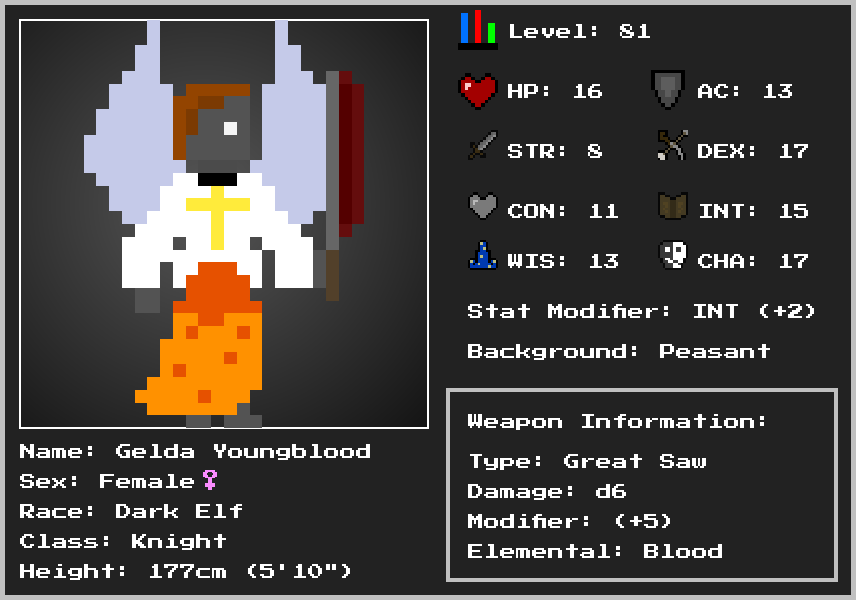 Level: 81
HP: 16
AC: 13
STR: 8
DEX: 17
CON: 11
INT: 15
WIS: 13
CHA: 17
Stat Modifier: INT (+2)
Background: Peasant
Weapon Information:
Type: Great Saw
Damage: d6
Modifier: (+5)
Elemental: Blood
Name: Gelda Youngblood
Sex: Female♀
Race: Dark Elf
Class: Knight
Height: 177cm (5'10")